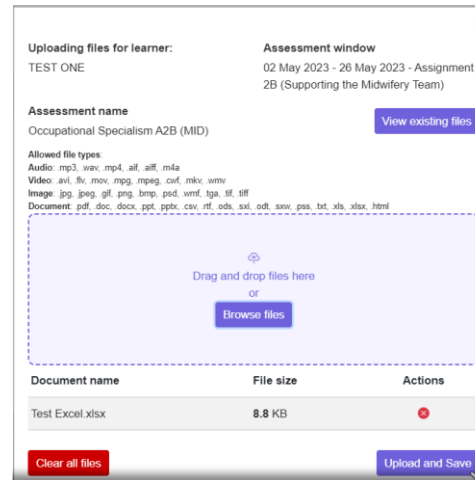 Uploading files for learner:
TEST ONE
Assessment window
02 May 2023 - 26 May 2023 - Assignment
2B (Supporting the Midwifery Team)
Assessment name
Occupational Specialism A2B (MID)
View existing files
Allowed file types:
Audio: .mp3, .wav, .mp4, .aif, .aiff, .m4a
Video: .avi, .flv, .mov, .mpg, .mpeg, .cwf, .mkv, .wmv
Image: .jpg, .jpeg, .gif, .png, .bmp, .psd, .wmf, .tga, .tif, .tiff
Document: .pdf, .doc, .docx, .ppt, .pptx, .csv, .rtf, .ods, .sxi, .odt, .sxw, .pss, .txt, .xls, .xlsx, .html
Drag and drop files here
or
Browse files
Document name File size Actions
Test Excel.xlsx 8.8 KB
Clear all files Upload and Save